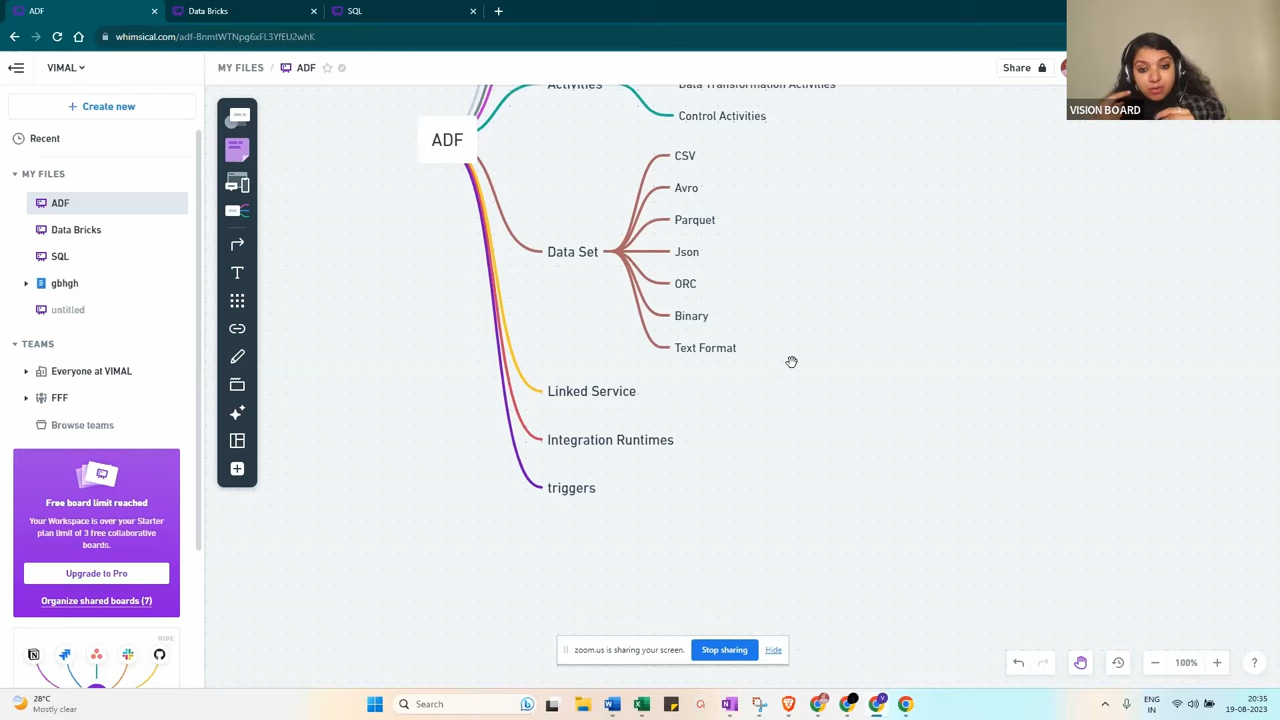 ADF
Data Bricks
SQL
whimsical.com/adf-BnmtWTNpg6xFL3YfEU2whK
VIMAL
MY FILES / ADF
Share
VISION BOARD
Create new
Recent
MY FILES
ADF
Data Bricks
SQL
gbhgh
untitled
TEAMS
Everyone at VIMAL
FFF
Browse teams
Free board limit reached
Your Workspace is over your Starter
plan limit of 3 free collaborative
boards.
Upgrade to Pro
Organize shared boards (7)
HIDE
Activities
Data Transformation Activities
Control Activities
ADF
CSV
Avro
Parquet
Data Set
Json
ORC
Binary
Text Format
Linked Service
Integration Runtimes
triggers
zoom.us is sharing your screen.
Stop sharing
Hide
100%
?
28°C
Mostly clear
Search
ENG
IN
20:35
19-08-2023